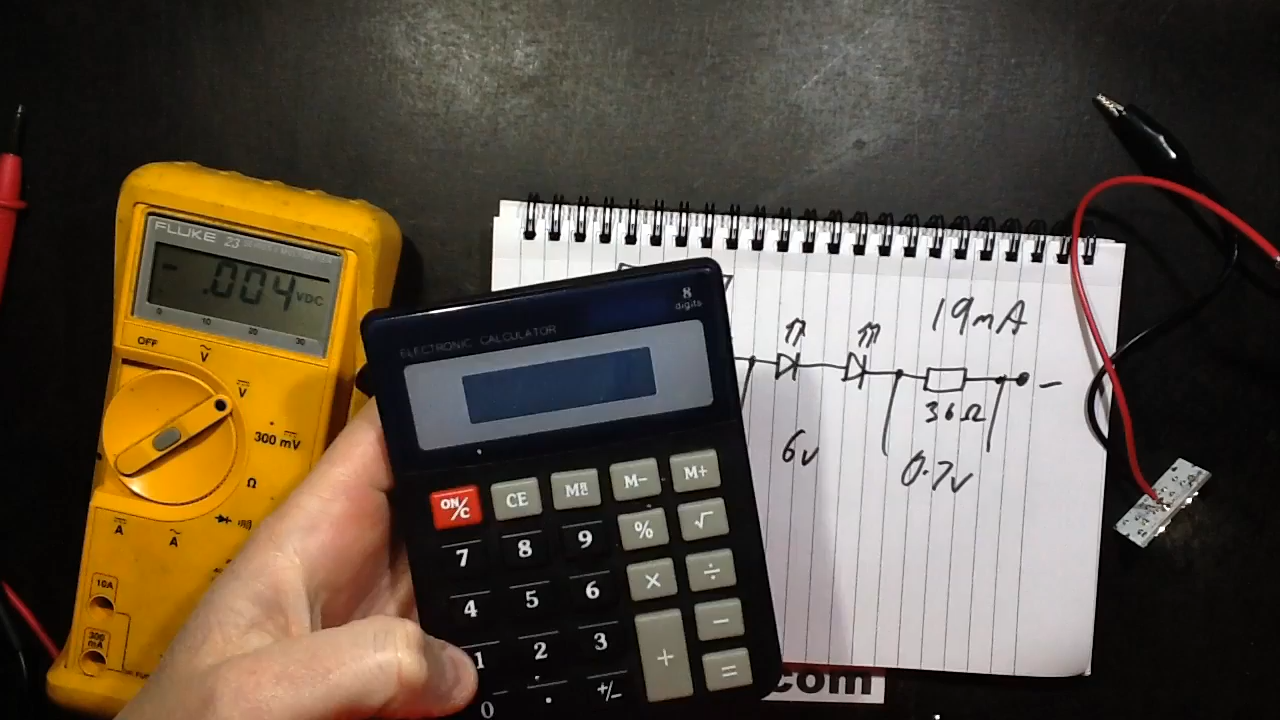 FLUKE 23
- .004 VDC
0 10 20 30
OFF
V
V
300 mV
Ω
A
A
10A
300 mA
8 digits
ELECTRONIC CALCULATOR
ON/C CE M- M+
7 8 9 % √
4 5 6 × ÷
1 2 3 + −
0 · +/− =
19mA
36Ω
6v
0.7v
−
com